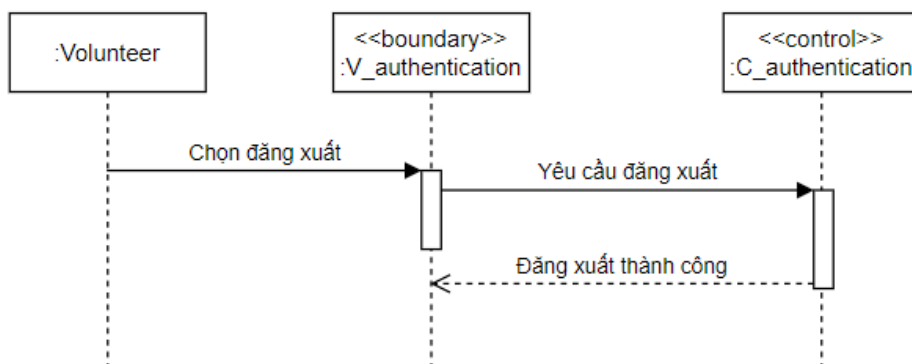 :Volunteer
<<boundary>>
:V_authentication
<<control>>
:C_authentication
Chọn đăng xuất
Yêu cầu đăng xuất
Đăng xuất thành công